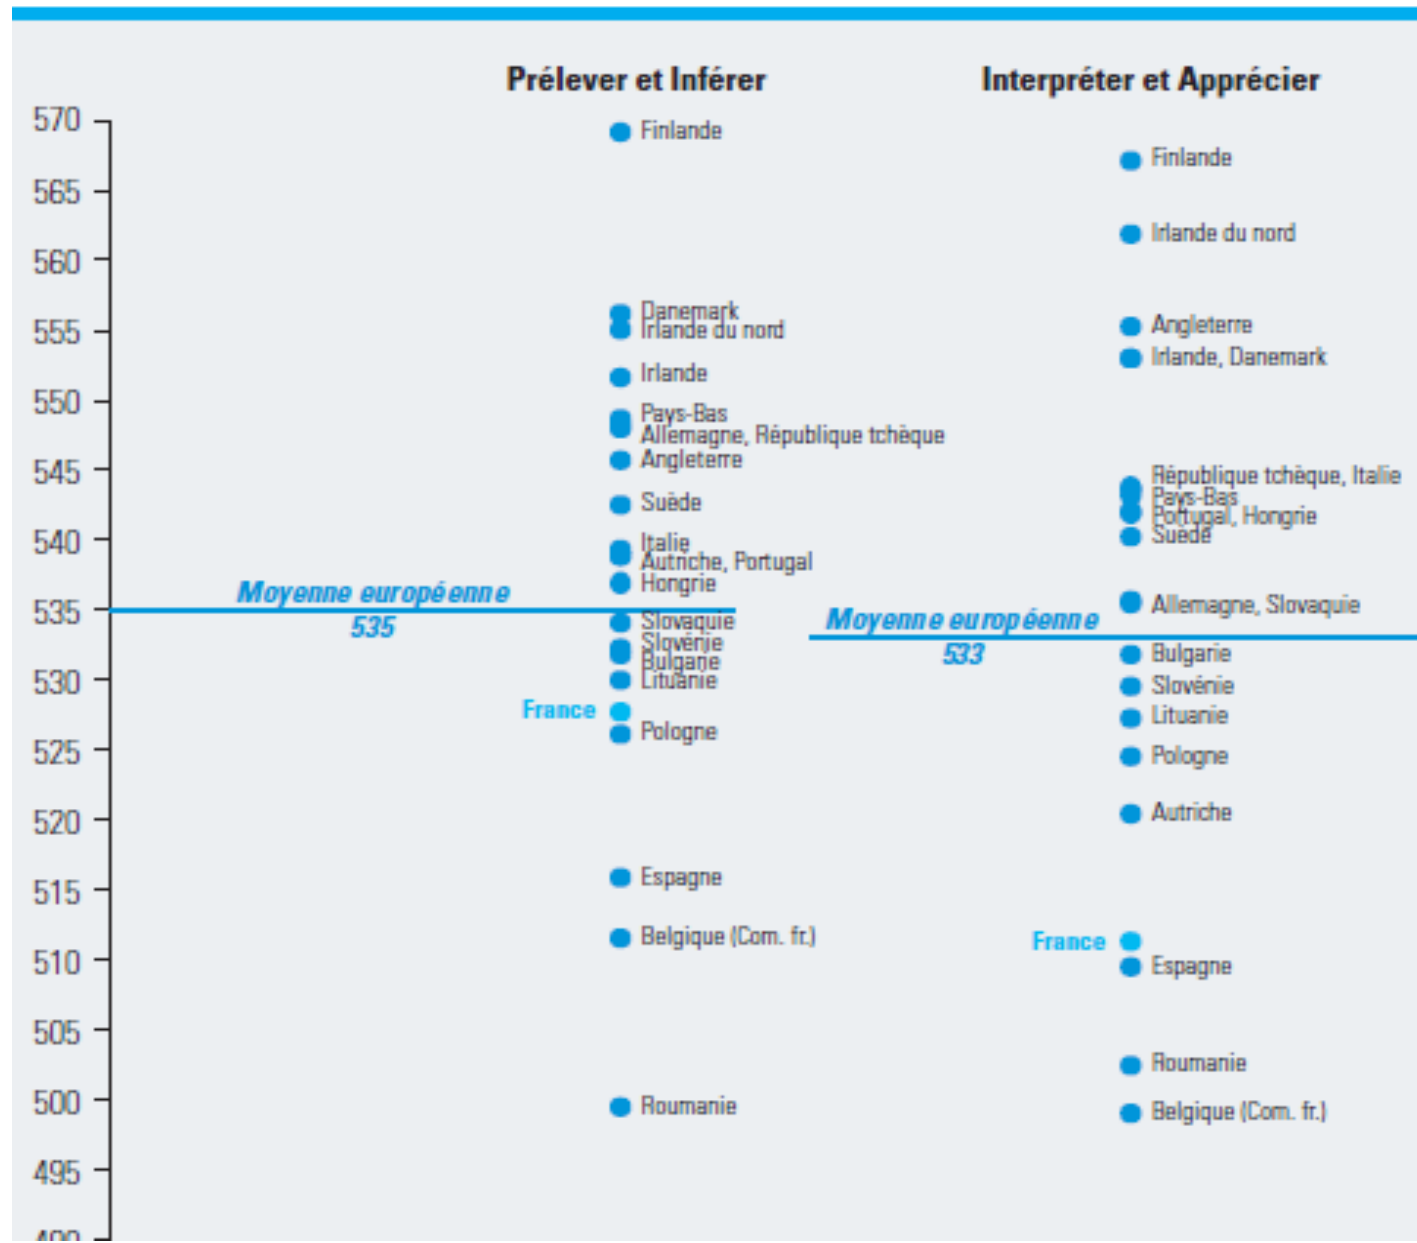 Prélever et Inférer
Interpréter et Apprécier
570
565
560
555
550
545
540
535
530
525
520
515
510
505
500
495
490
Finlande
Danemark
Irlande du nord
Irlande
Pays-Bas
Allemagne, République tchèque
Angleterre
Suède
Italie
Autriche, Portugal
Hongrie
Moyenne européenne
535
Slovaquie
Slovénie
Bulgarie
Lituanie
France
Pologne
Espagne
Belgique (Com. fr.)
Roumanie
Finlande
Irlande du nord
Angleterre
Irlande, Danemark
République tchèque, Italie
Pays-Bas
Portugal, Hongrie
Suède
Allemagne, Slovaquie
Moyenne européenne
533
Bulgarie
Slovénie
Lituanie
Pologne
Autriche
France
Espagne
Roumanie
Belgique (Com. fr.)